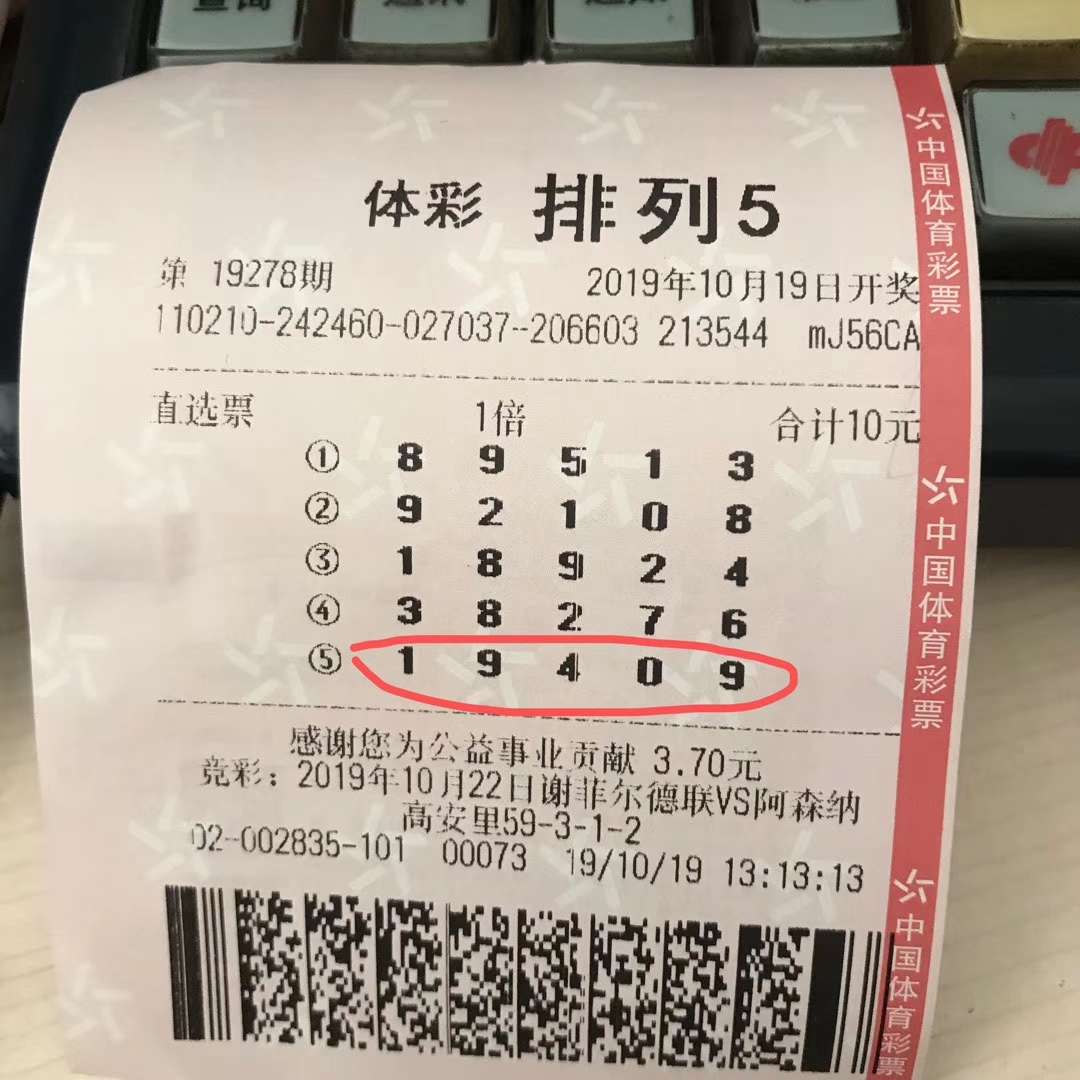 查询
体彩 排列5
第 19278期 2019年10月19日开奖
110210-242460-027037-206603 213544 mJ56CA
直选票 1倍 合计10元
① 8 9 5 1 3
② 9 2 1 0 8
③ 1 8 9 2 4
④ 3 8 2 7 6
⑤ 1 9 4 0 9
感谢您为公益事业贡献 3.70元
竞彩：2019年10月22日谢菲尔德联VS阿森纳
高安里59-3-1-2
02-002835-101 00073 19/10/19 13:13:13
中国体育彩票
中国体育彩票
中国体育彩票